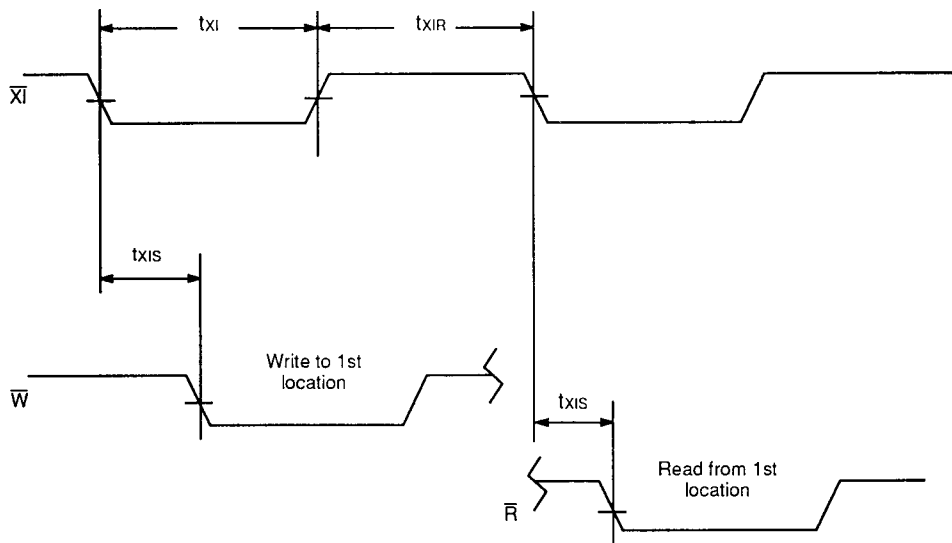 tXI
tXIR
XI
tXIS
Write to 1st
location
W
tXIS
Read from 1st
location
R